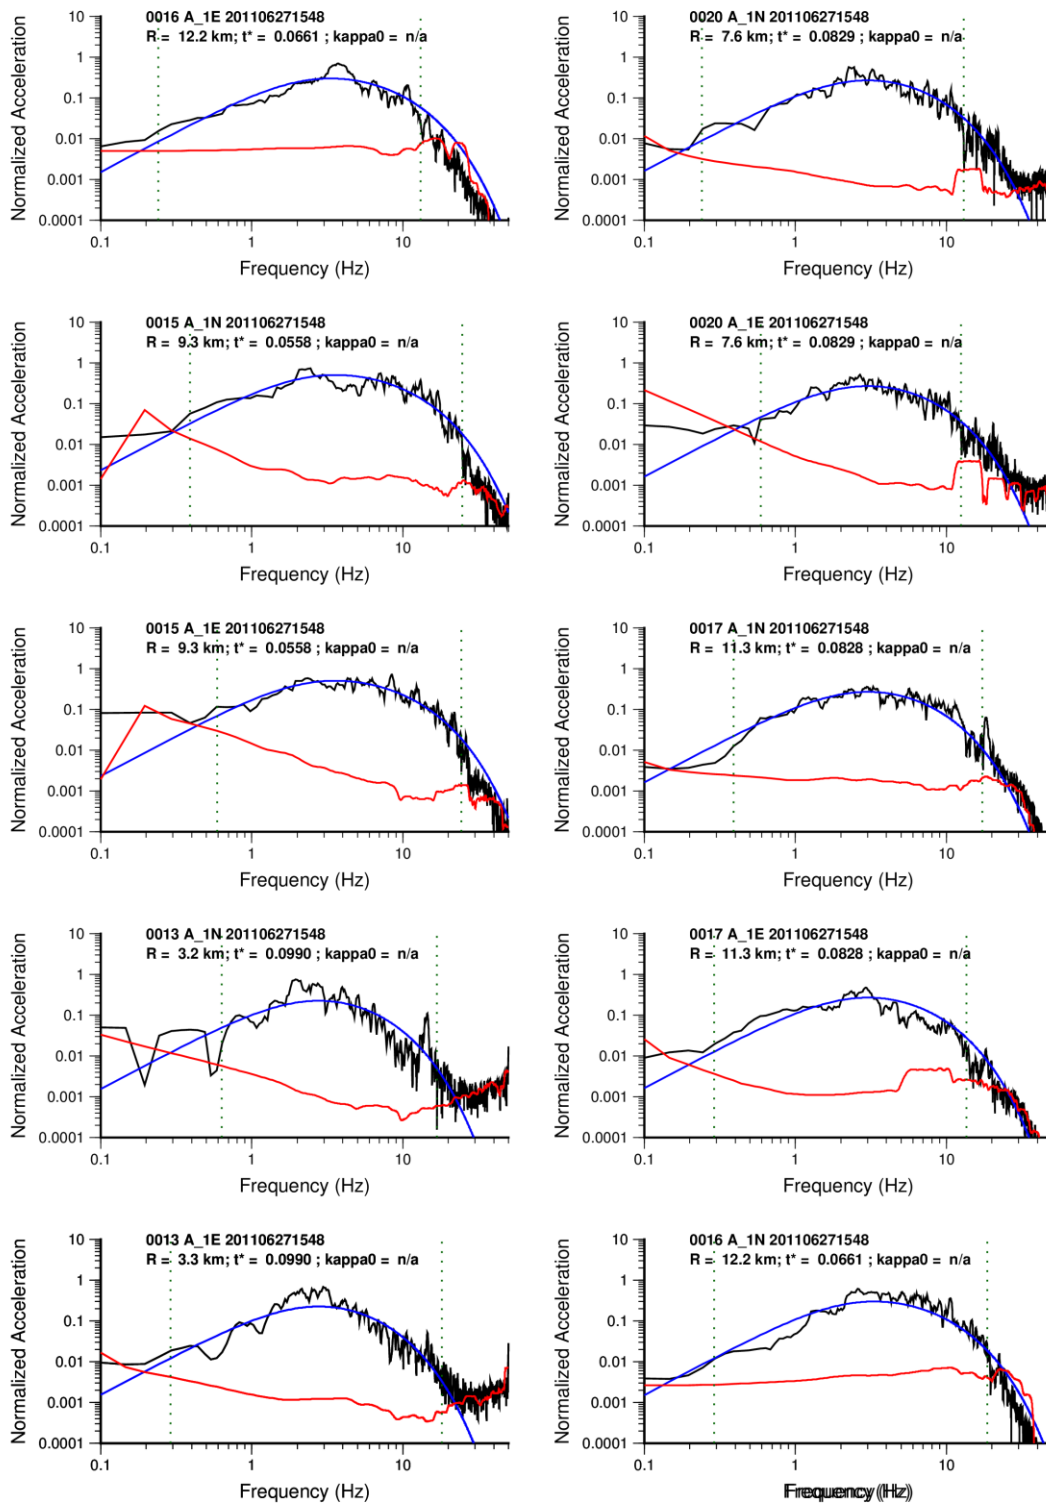 0016 A_1E 201106271548
R = 12.2 km; t* = 0.0661 ; kappa0 = n/a
Normalized Acceleration
10
1
0.1
0.01
0.001
0.0001
0.1
1
10
Frequency (Hz)
0020 A_1N 201106271548
R = 7.6 km; t* = 0.0829 ; kappa0 = n/a
Normalized Acceleration
10
1
0.1
0.01
0.001
0.0001
0.1
1
10
Frequency (Hz)
0015 A_1N 201106271548
R = 9.3 km; t* = 0.0558 ; kappa0 = n/a
Normalized Acceleration
10
1
0.1
0.01
0.001
0.0001
0.1
1
10
Frequency (Hz)
0020 A_1E 201106271548
R = 7.6 km; t* = 0.0829 ; kappa0 = n/a
Normalized Acceleration
10
1
0.1
0.01
0.001
0.0001
0.1
1
10
Frequency (Hz)
0015 A_1E 201106271548
R = 9.3 km; t* = 0.0558 ; kappa0 = n/a
Normalized Acceleration
10
1
0.1
0.01
0.001
0.0001
0.1
1
10
Frequency (Hz)
0017 A_1N 201106271548
R = 11.3 km; t* = 0.0828 ; kappa0 = n/a
Normalized Acceleration
10
1
0.1
0.01
0.001
0.0001
0.1
1
10
Frequency (Hz)
0013 A_1N 201106271548
R = 3.2 km; t* = 0.0990 ; kappa0 = n/a
Normalized Acceleration
10
1
0.1
0.01
0.001
0.0001
0.1
1
10
Frequency (Hz)
0017 A_1E 201106271548
R = 11.3 km; t* = 0.0828 ; kappa0 = n/a
Normalized Acceleration
10
1
0.1
0.01
0.001
0.0001
0.1
1
10
Frequency (Hz)
0013 A_1E 201106271548
R = 3.3 km; t* = 0.0990 ; kappa0 = n/a
Normalized Acceleration
10
1
0.1
0.01
0.001
0.0001
0.1
1
10
Frequency (Hz)
0016 A_1N 201106271548
R = 12.2 km; t* = 0.0661 ; kappa0 = n/a
Normalized Acceleration
10
1
0.1
0.01
0.001
0.0001
0.1
1
10
Frequency (Hz)